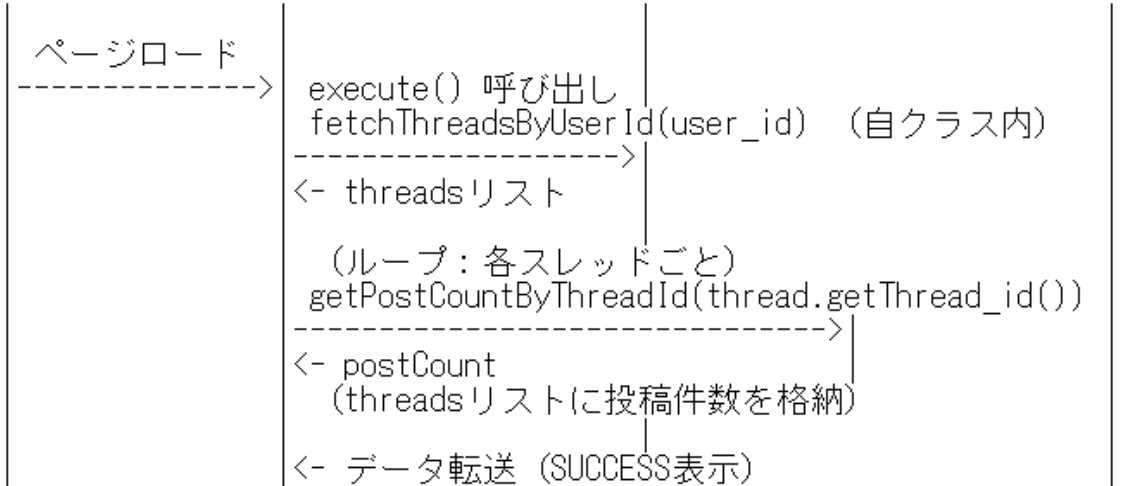 ページロード
-------------->
execute() 呼び出し
fetchThreadsByUserId(user_id) （自クラス内）
------------------->
<- threadsリスト
（ループ：各スレッドごと）
getPostCountByThreadId(thread.getThread_id())
------------------------------->
<- postCount
（threadsリストに投稿件数を格納）
<- データ転送（SUCCESS表示）